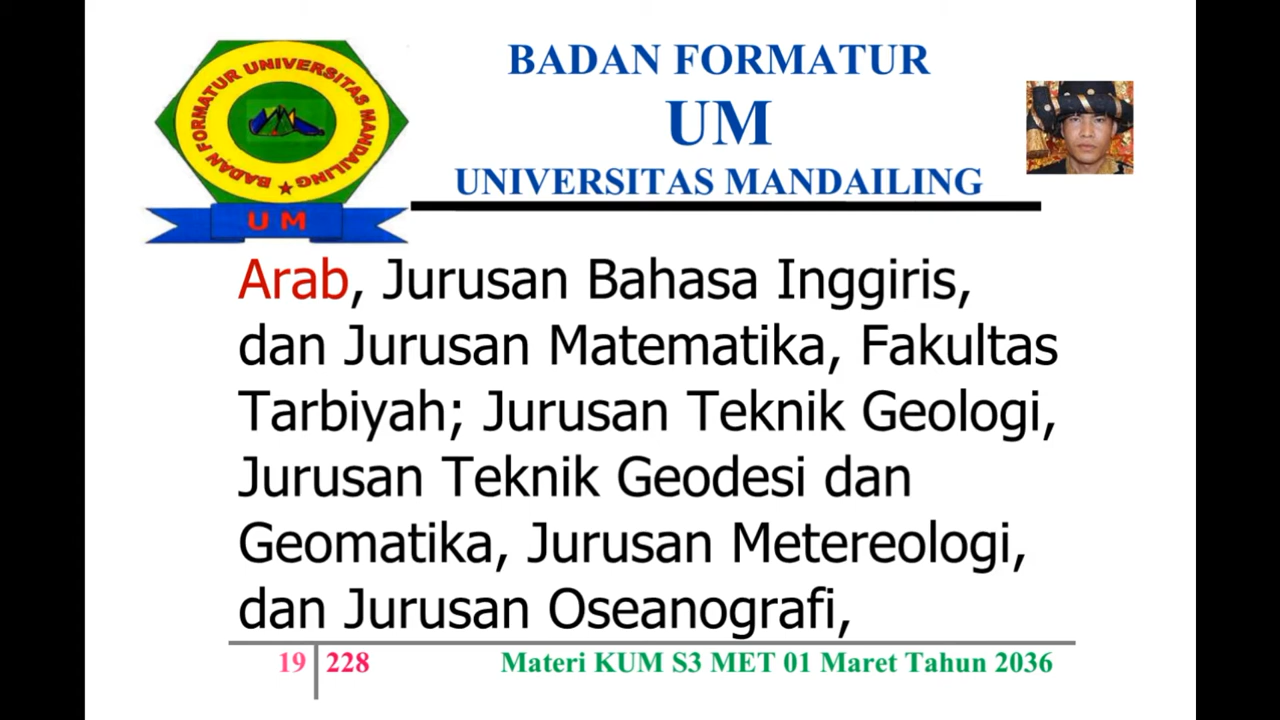 BADAN FORMATUR UNIVERSITAS MANDAILING
U M
BADAN FORMATUR
UM
UNIVERSITAS MANDAILING
Arab, Jurusan Bahasa Inggiris,
dan Jurusan Matematika, Fakultas
Tarbiyah; Jurusan Teknik Geologi,
Jurusan Teknik Geodesi dan
Geomatika, Jurusan Metereologi,
dan Jurusan Oseanografi,
19 228
Materi KUM S3 MET 01 Maret Tahun 2036